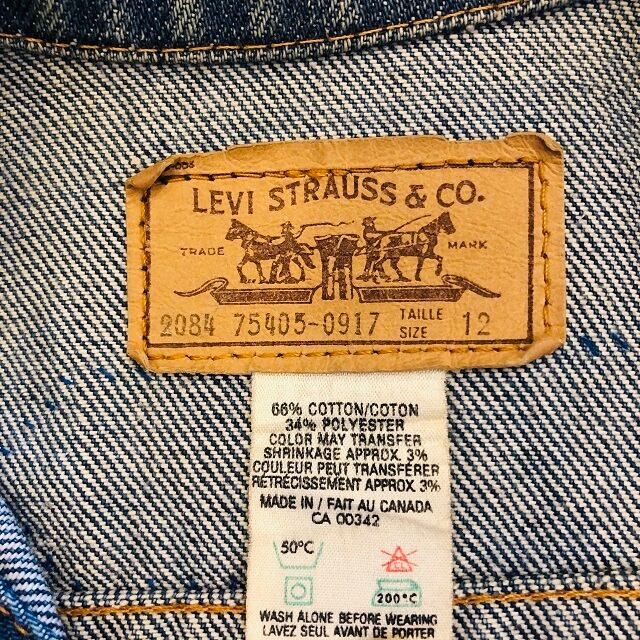 LEVI STRAUSS & CO.
TRADE MARK
2084 75405-0917 TAILLE SIZE 12
66% COTTON/COTON
34% POLYESTER
COLOR MAY TRANSFER
SHRINKAGE APPROX. 3%
COULEUR PEUT TRANSFÉRER
RETRÉCISSEMENT APPROX. 3%
MADE IN / FAIT AU CANADA
CA 00342
50°C
CL
200°C
WASH ALONE BEFORE WEARING
LAVEZ SEUL AVANT DE PORTER